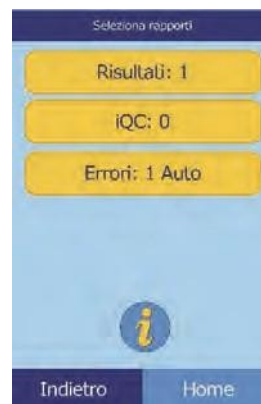 Seleziona rapporti
Risultati: 1
iQC: 0
Errori: 1 Auto
i
Indietro Home